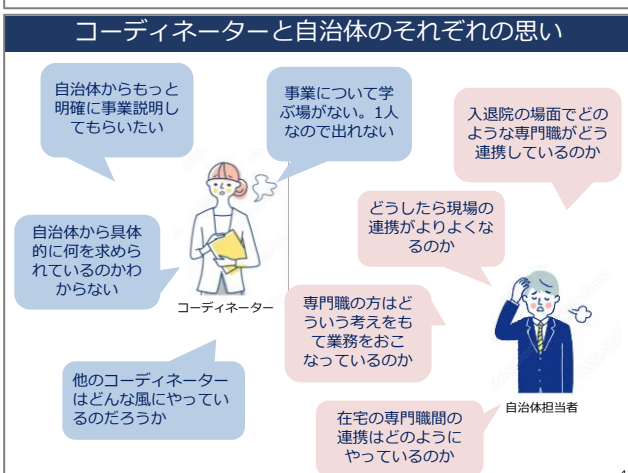 コーディネーターと自治体のそれぞれの思い
自治体からもっと
明確に事業説明し
てもらいたい
事業について学
ぶ場がない。1人
なので出れない
自治体から具体
的に何を求めら
れているのかわ
からない
コーディネーター
他のコーディネーター
はどんな風にやってい
るのだろうか
入退院の場面でどの
ような専門職がどう
連携しているのか
どうしたら現場の
連携がよりよくな
るのか
専門職の方はど
ういう考えをも
て業務をおこ
なっているのか
自治体担当者
在宅の専門職間の
連携はどのように
やっているのか